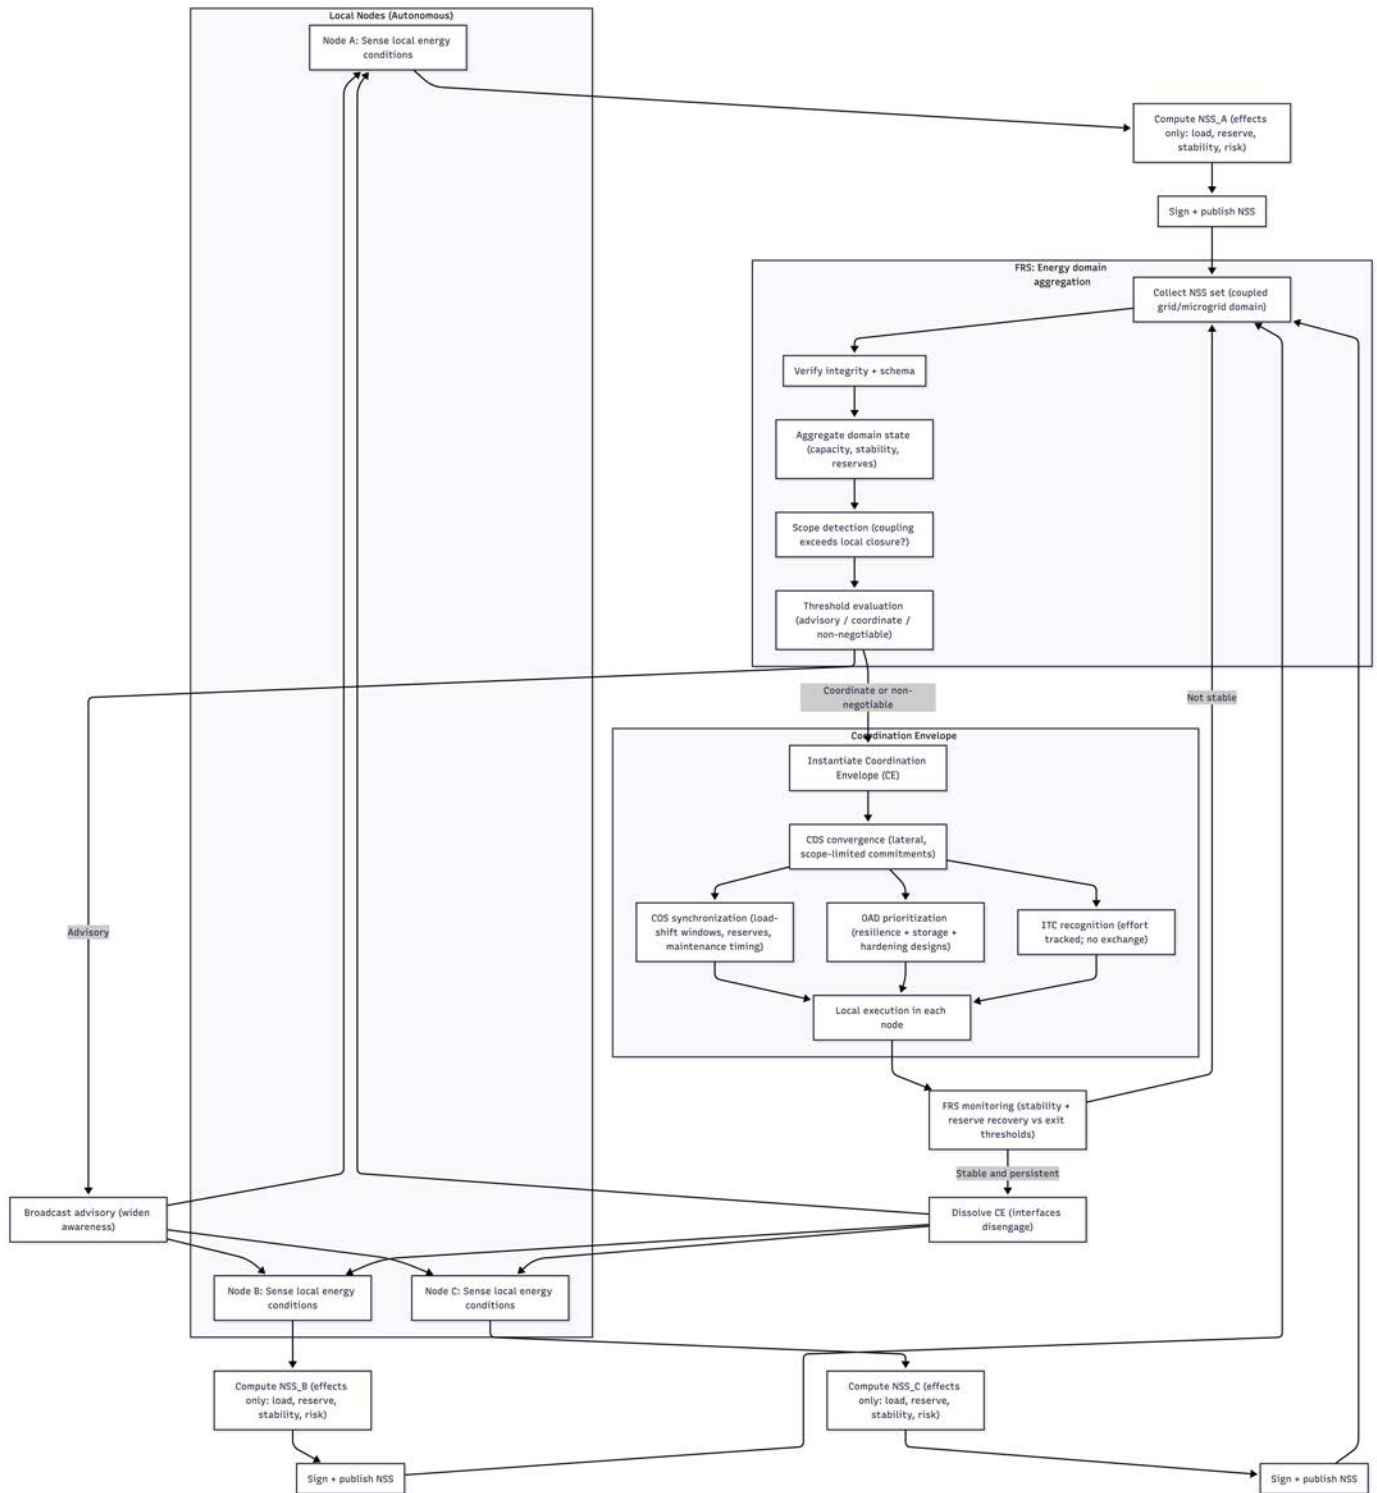 Local Nodes (Autonomous)
Node A: Sense local energy
conditions
Compute NSS_A (effects
only: load, reserve,
stability, risk)
Sign + publish NSS
FRS: Energy domain
aggregation
Collect NSS set (coupled
grid/microgrid domain)
Verify integrity + schema
Aggregate domain state
(capacity, stability,
reserves)
Scope detection (coupling
exceeds local closure?)
Threshold evaluation
(advisory / coordinate /
non-negotiable)
Coordinate or non-
negotiable
Not stable
Coordination Envelope
Instantiate Coordination
Envelope (CE)
CDS convergence (lateral,
scope-limited commitments)
COS synchronization (load-
shift windows, reserves,
maintenance timing)
OAD prioritization
(resilience + storage +
hardening designs)
ITC recognition (effort
tracked; no exchange)
Advisory
Local execution in each
node
FRS monitoring (stability +
reserve recovery vs exit
thresholds)
Stable and persistent
Broadcast advisory (widen
awareness)
Dissolve CE (interfaces
disengage)
Node B: Sense local energy
conditions
Node C: Sense local energy
conditions
Compute NSS_B (effects
only: load, reserve,
stability, risk)
Compute NSS_C (effects
only: load, reserve,
stability, risk)
Sign + publish NSS
Sign + publish NSS